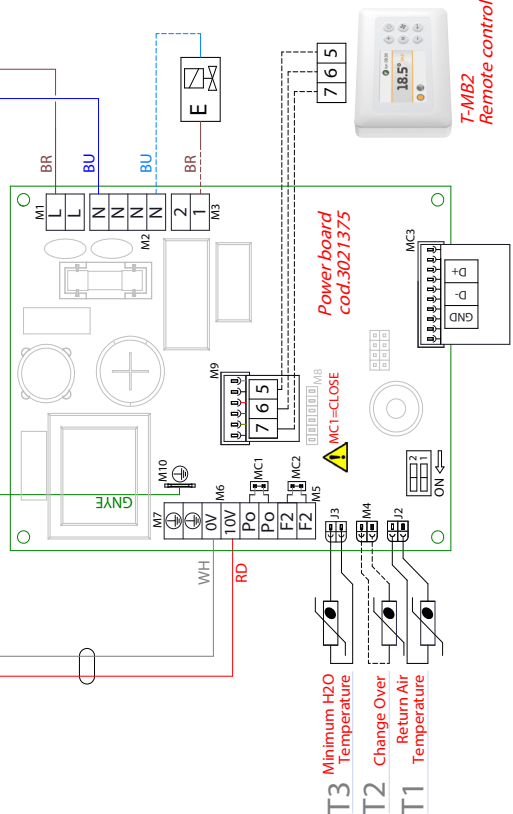 BR
BU
BU
BR
E
5
6
7
18.5°
T-MB2
Remote control
M1
L
L
N
N
N
N
M2
2
1
M3
Power board
cod.3021375
MC3
D+
D-
GND
M9
5
6
7
M8
MC1=CLOSE
M10
GNYE
M7
0V
10V
M6
Po
Po
MC1
F2
F2
MC2
M5
2
1
ON
J3
M4
J2
WH
RD
Minimum H2O
Temperature
T3
Change Over
T2
Return Air
Temperature
T1